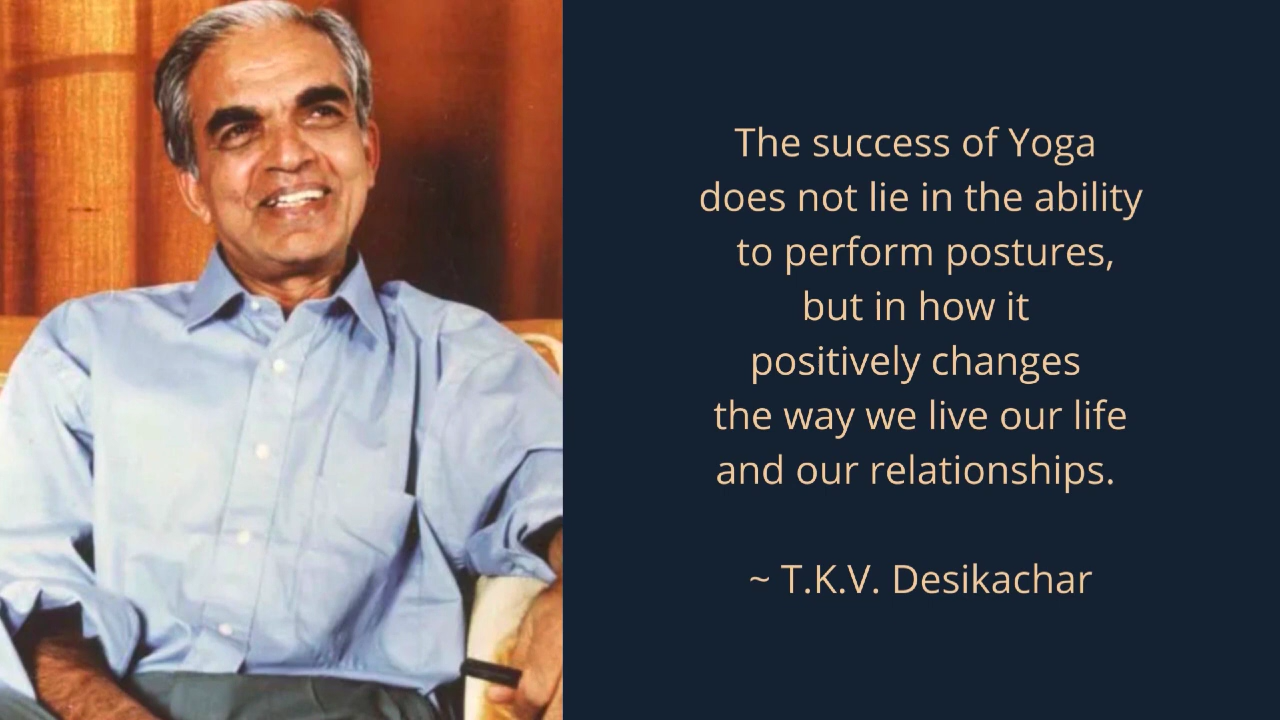 The success of Yoga
does not lie in the ability
to perform postures,
but in how it
positively changes
the way we live our life
and our relationships.
~ T.K.V. Desikachar